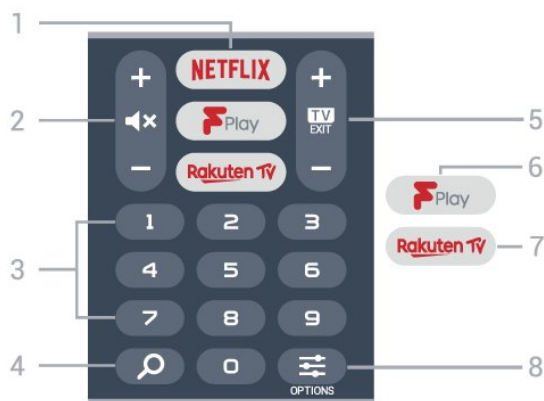 1
+ NETFLIX +
2 F Play TV EXIT 5
− Rakuten TV −
6
F Play
1 2 3
Rakuten TV 7
3
4 5 6
7 8 9
4 0 8
OPTIONS